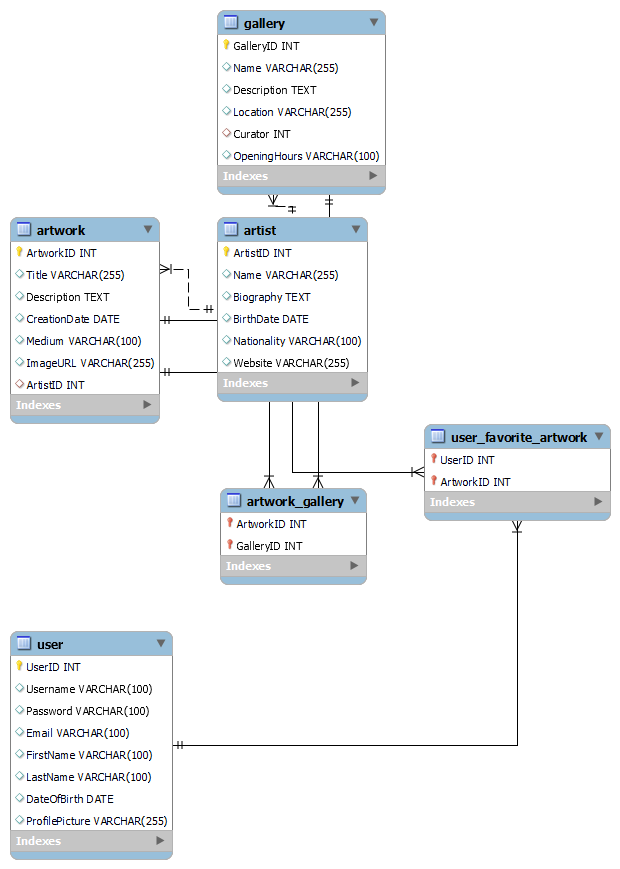 gallery
GalleryID INT
Name VARCHAR(255)
Description TEXT
Location VARCHAR(255)
Curator INT
OpeningHours VARCHAR(100)
Indexes
artwork
ArtworkID INT
Title VARCHAR(255)
Description TEXT
CreationDate DATE
Medium VARCHAR(100)
ImageURL VARCHAR(255)
ArtistID INT
Indexes
artist
ArtistID INT
Name VARCHAR(255)
Biography TEXT
BirthDate DATE
Nationality VARCHAR(100)
Website VARCHAR(255)
Indexes
user_favorite_artwork
UserID INT
ArtworkID INT
Indexes
artwork_gallery
ArtworkID INT
GalleryID INT
Indexes
user
UserID INT
Username VARCHAR(100)
Password VARCHAR(100)
Email VARCHAR(100)
FirstName VARCHAR(100)
LastName VARCHAR(100)
DateOfBirth DATE
ProfilePicture VARCHAR(255)
Indexes